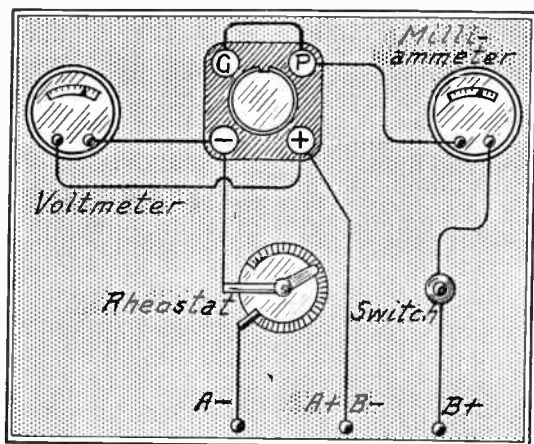 Milli-
ammeter
G P
- +
Voltmeter
Rheostat
Switch
A- A+ B- B+